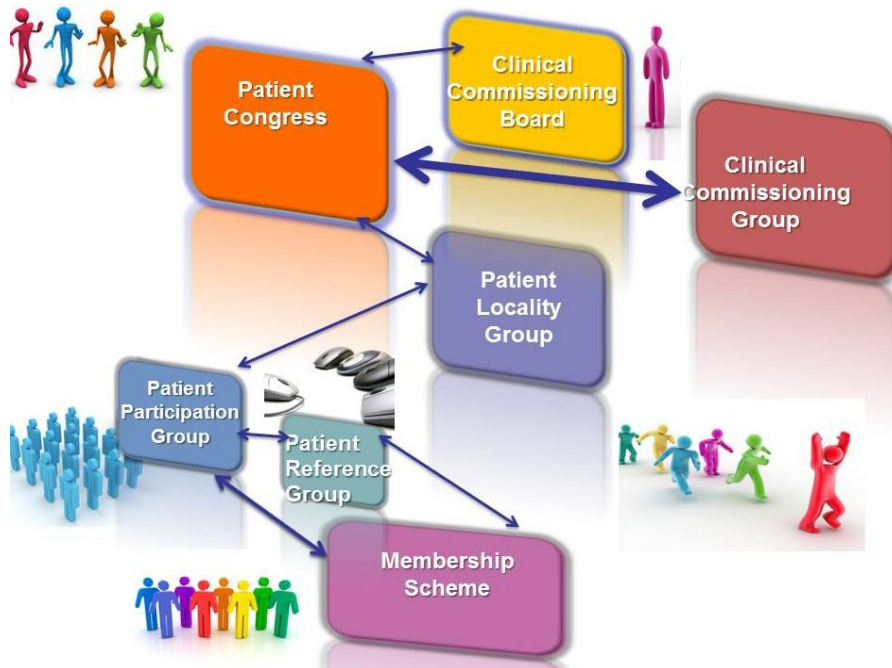 Patient
Congress
Clinical
Commissioning
Board
Clinical
Commissioning
Group
Patient
Locality
Group
Patient
Participation
Group
Patient
Reference
Group
Membership
Scheme